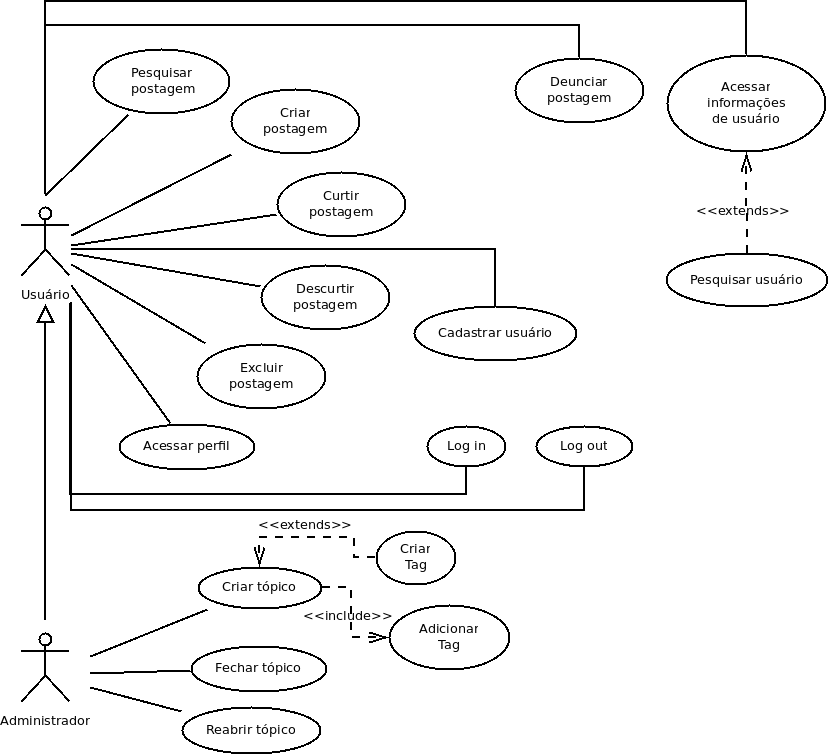 Pesquisar
postagem
Deunciar
postagem
Acessar
informações
de usuário
Criar
postagem
Curtir
postagem
<<extends>>
Pesquisar usuário
Usuário
Descurtir
postagem
Cadastrar usuário
Excluir
postagem
Acessar perfil
Log in
Log out
<<extends>>
Criar
Tag
Criar tópico
<<include>>
Adicionar
Tag
Fechar tópico
Administrador
Reabrir tópico